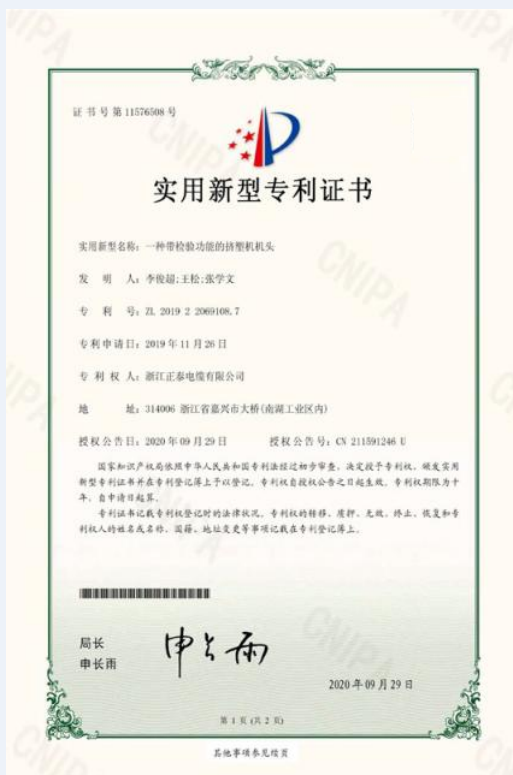 证书号第11576508号
实用新型专利证书
实用新型名称：一种带检验功能的挤塑机机头
发明人：李俊超;王松;张学文
专利号：ZL 2019 2 2069108.7
专利申请日：2019年11月26日
专利权人：浙江正泰电缆有限公司
地址：314006 浙江省嘉兴市大桥(南湖工业区内)
授权公告日：2020年09月29日 授权公告号：CN 211591246 U
国家知识产权局依照中华人民共和国专利法经过初步审查，决定授予专利权，颁发实用
新型专利证书并在专利登记簿上予以登记。专利权自授权公告之日起生效。专利权期限为十
年，自申请日起算。
专利证书记载专利权登记时的法律状况。专利权的转移、质押、无效、终止、恢复和专
利权人的姓名或名称、国籍、地址变更等事项记载在专利登记簿上。
局长
申长雨
申长雨
2020年09月29日
第 1 页 (共 2 页)
其他事项参见续页
CNIPA
CNIPA
CNIPA
CNIPA